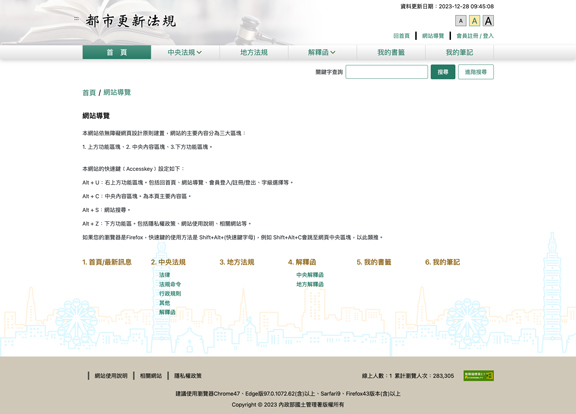 資料更新日期：2023-12-28 09:45:08
:::
都市更新法規
A A A
回首頁 網站導覽 會員註冊 / 登入
首 頁 中央法規 地方法規 解釋函 我的書籤 我的筆記
關鍵字查詢 搜尋 進階搜尋
首頁 / 網站導覽
網站導覽
本網站依無障礙網頁設計原則建置，網站的主要內容分為三大區塊：
1. 上方功能區塊、2. 中央內容區塊、3.下方功能區塊。
本網站的快速鍵（Accesskey）設定如下：
Alt + U：右上方功能區塊。包括回首頁、網站導覽、會員登入/註冊/登出、字級選擇等。
Alt + C：中央內容區塊。為本頁主要內容區。
Alt + S：網站搜尋。
Alt + Z：下方功能區。包括隱私權政策、網站使用說明、相關網站等。
如果您的瀏覽器是Firefox，快速鍵的使用方法是 Shift+Alt+(快速鍵字母)，例如 Shift+Alt+C會跳至網頁中央區塊，以此類推。
1. 首頁/最新訊息 2. 中央法規 3. 地方法規 4. 解釋函 5. 我的書籤 6. 我的筆記
法律 中央解釋函
法規命令 地方解釋函
行政規則
其他
解釋函
網站使用說明 相關網站 隱私權政策 線上人數：1 累計瀏覽人次：283,305
建議使用瀏覽器Chrome47、Edge版97.0.1072.62(含)以上、Sarfari9、Firefox43版本(含)以上
Copyright © 2023 內政部國土管理署版權所有